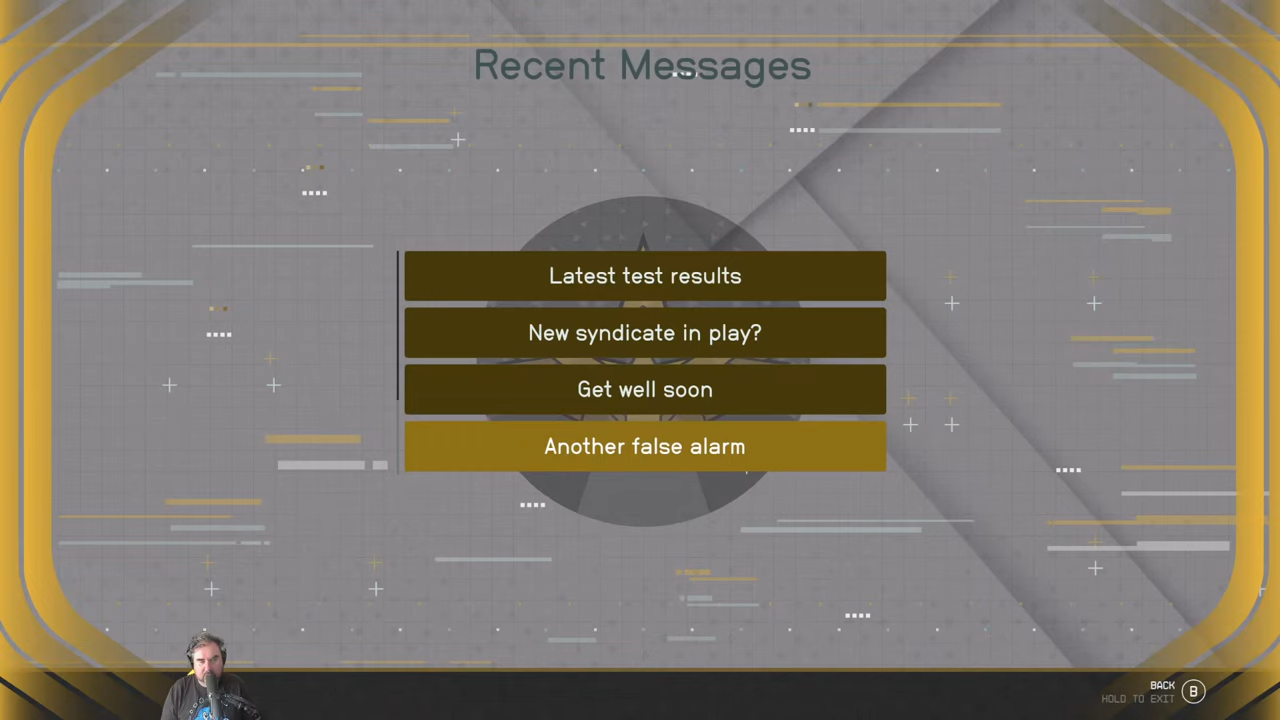 Recent Messages
Latest test results
New syndicate in play?
Get well soon
Another false alarm
BACK
HOLD TO EXIT
B